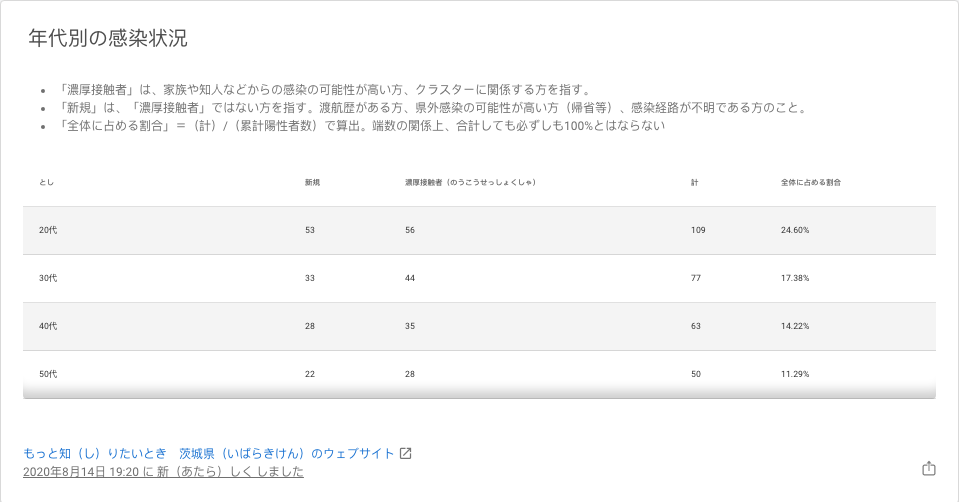 年代別の感染状況
• 「濃厚接触者」は、家族や知人などからの感染の可能性が高い方、クラスターに関係する方を指す。
• 「新規」は、「濃厚接触者」ではない方を指す。渡航歴がある方、県外感染の可能性が高い方（帰省等）、感染経路が不明である方のこと。
• 「全体に占める割合」＝（計）/（累計陽性者数）で算出。端数の関係上、合計しても必ずしも100%とはならない
とし 新規 濃厚接触者（のうこうせっしょくしゃ） 計 全体に占める割合
20代 53 56 109 24.60%
30代 33 44 77 17.38%
40代 28 35 63 14.22%
50代 22 28 50 11.29%
もっと知（し）りたいとき　茨城県（いばらきけん）のウェブサイト
2020年8月14日 19:20 に 新（あたら）しく しました